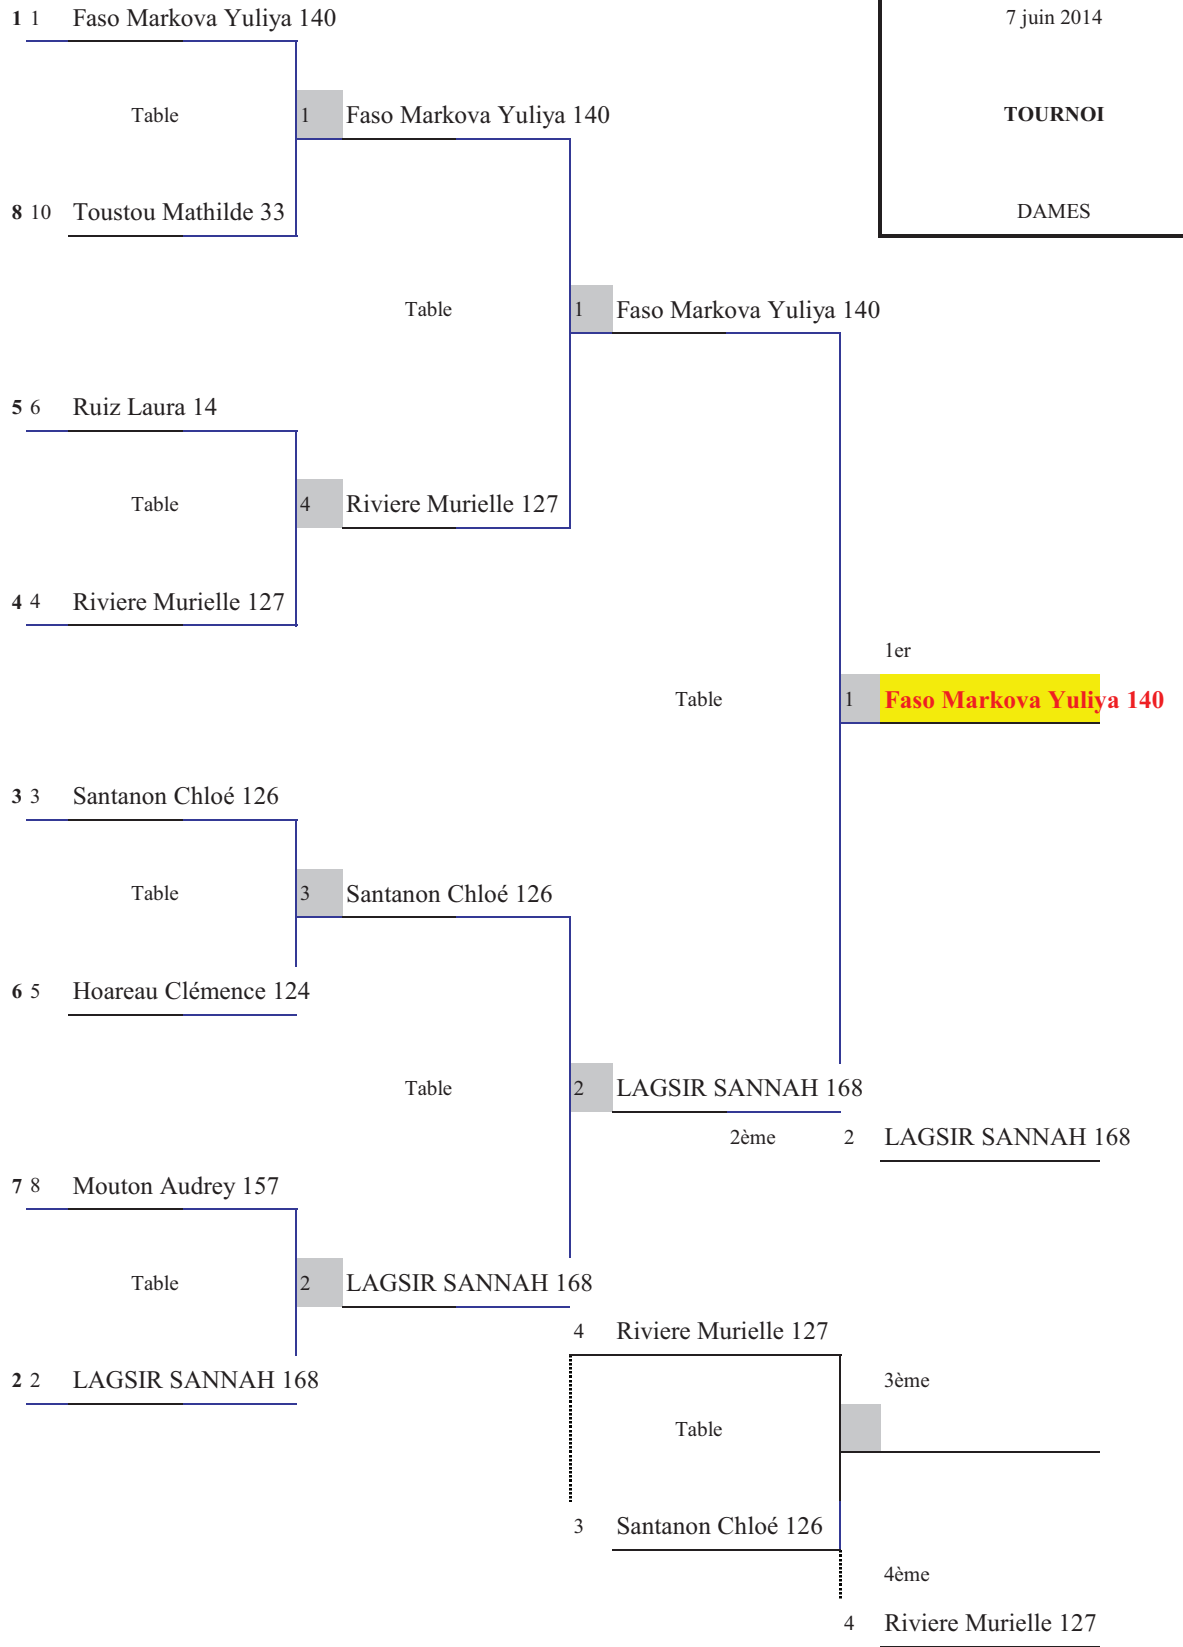 1 1 Faso Markova Yuliya 140
7 juin 2014
Table 1 Faso Markova Yuliya 140
TOURNOI
8 10 Toustou Mathilde 33
DAMES
Table 1 Faso Markova Yuliya 140
5 6 Ruiz Laura 14
Table 4 Riviere Murielle 127
4 4 Riviere Murielle 127
1er
Table 1 Faso Markova Yuliya 140
3 3 Santanon Chloé 126
Table 3 Santanon Chloé 126
6 5 Hoareau Clémence 124
Table 2 LAGSIR SANNAH 168
2ème 2 LAGSIR SANNAH 168
7 8 Mouton Audrey 157
Table 2 LAGSIR SANNAH 168
4 Riviere Murielle 127
2 2 LAGSIR SANNAH 168
3ème
Table
3 Santanon Chloé 126
4ème
4 Riviere Murielle 127